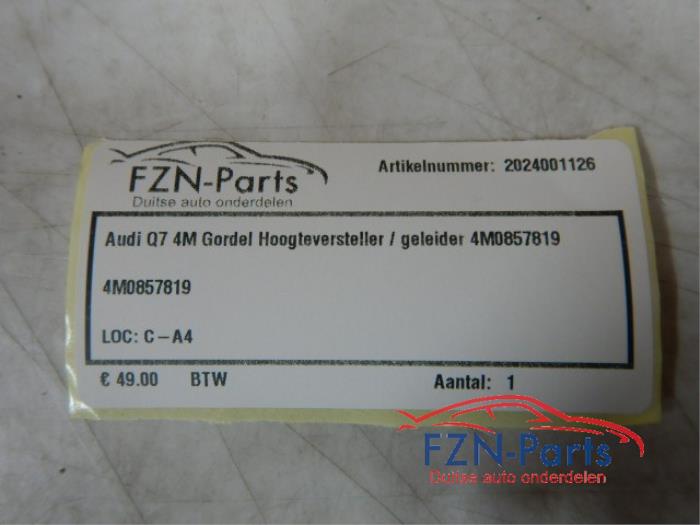 FZN-Parts
Duitse auto onderdelen
Artikelnummer: 2024001126
Audi Q7 4M Gordel Hoogteversteller / geleider 4M0857819
4M0857819
LOC: C-A4
€ 49.00 BTW Aantal: 1
FZN-Parts
Duitse auto onderdelen